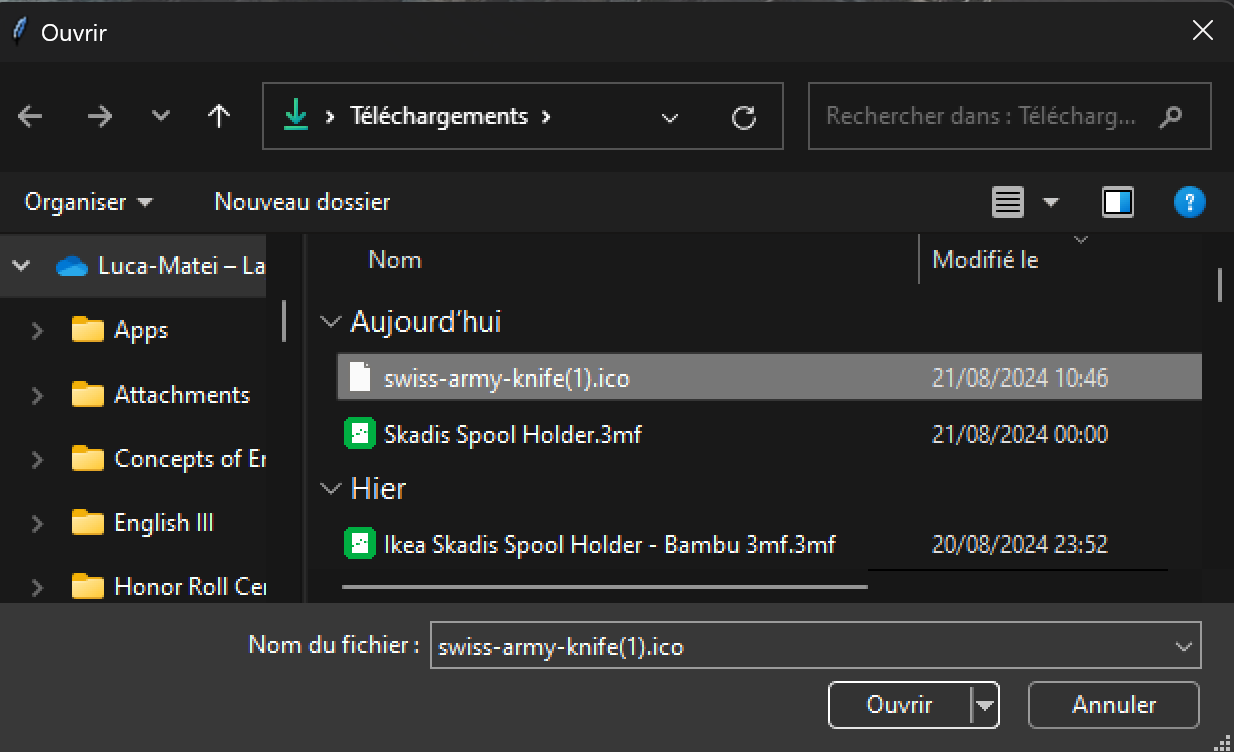 Ouvrir
Téléchargements
Rechercher dans : Télécharg...
Organiser
Nouveau dossier
?
Luca-Matei – La
Apps
Attachments
Concepts of Er
English III
Honor Roll Cer
Nom
Modifié le
Aujourd’hui
swiss-army-knife(1).ico 21/08/2024 10:46
Skadis Spool Holder.3mf 21/08/2024 00:00
Hier
Ikea Skadis Spool Holder - Bambu 3mf.3mf 20/08/2024 23:52
Nom du fichier : swiss-army-knife(1).ico
Ouvrir
Annuler